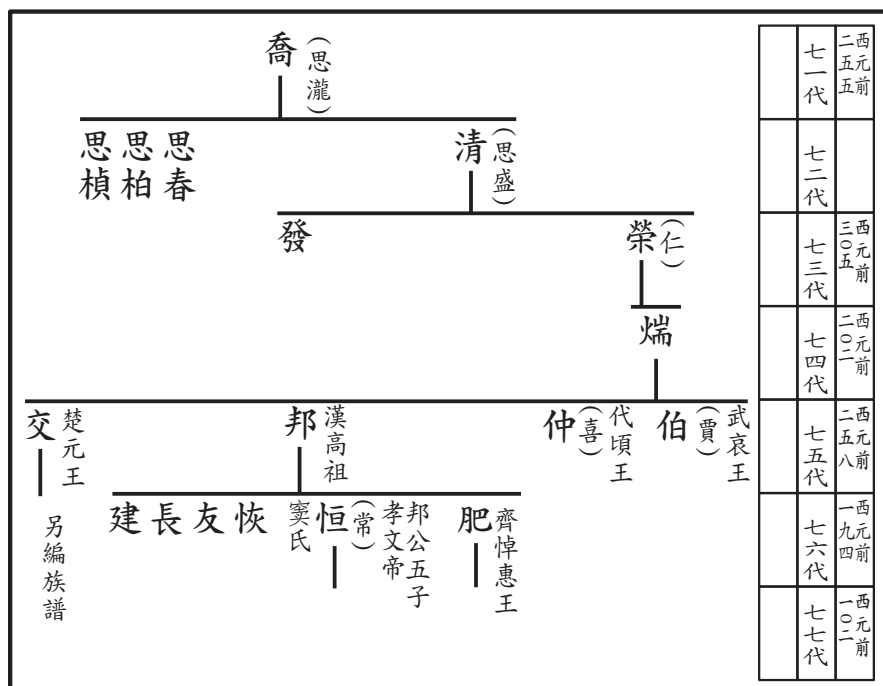 西元前二五五
七一代
七二代
西元前三〇五
七三代
西元前二〇二
七四代
西元前二五八
七五代
西元前一九四
七六代
西元前一〇二
七七代
喬
(思瀧)
清
(思盛)
思春
思柏
思楨
榮
(仁)
發
煓
武哀王
伯
(賈)
代頃王
仲
(喜)
漢高祖
邦
楚元王
交
齊悼惠王
肥
邦公五子
孝文帝
(常)
恒
竇氏
恢
友
長
建
另編族譜